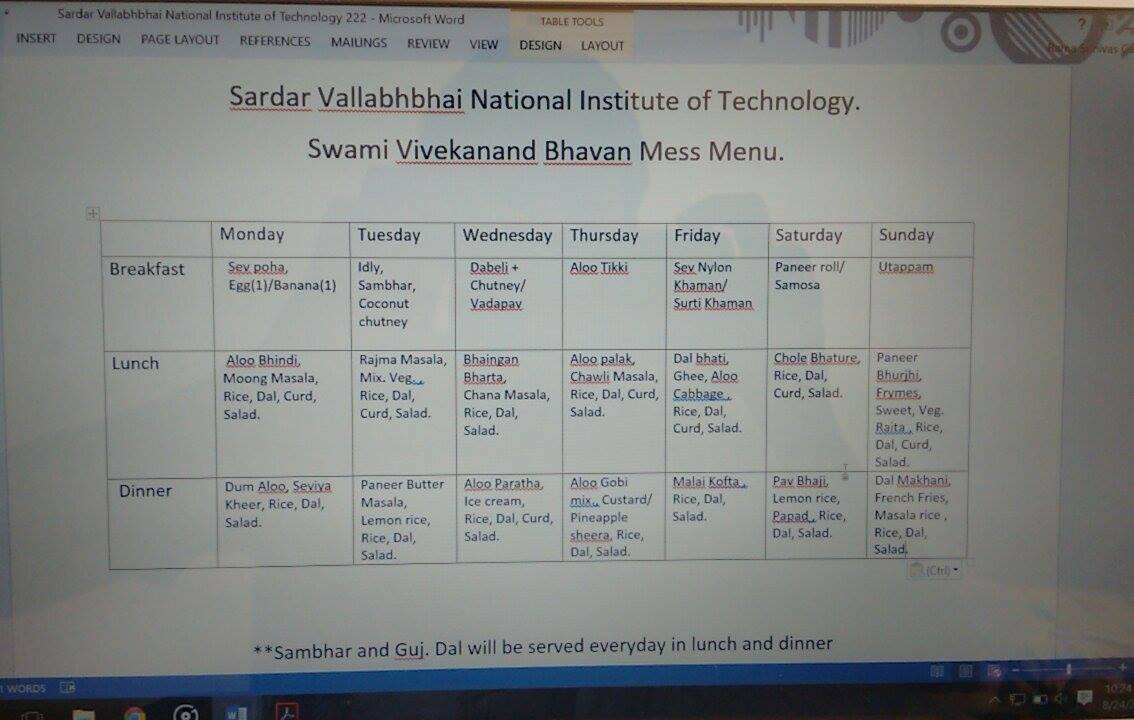 Sardar Vallabhbhai National Institute of Technology 222 - Microsoft Word
TABLE TOOLS
INSERT DESIGN PAGE LAYOUT REFERENCES MAILINGS REVIEW VIEW DESIGN LAYOUT
Sardar Vallabhbhai National Institute of Technology.
Swami Vivekanand Bhavan Mess Menu.
Monday Tuesday Wednesday Thursday Friday Saturday Sunday
Breakfast
Sev poha,
Egg(1)/Banana(1)
Idly,
Sambhar,
Coconut
chutney
Dabeli +
Chutney/
Vadapav
Aloo Tikki
Sev Nylon
Khaman/
Surti Khaman
Paneer roll/
Samosa
Utappam
Lunch
Aloo Bhindi,
Moong Masala,
Rice, Dal, Curd,
Salad.
Rajma Masala,
Mix. Veg.,
Rice, Dal,
Curd, Salad.
Bhaingan
Bharta,
Chana Masala,
Rice, Dal,
Salad.
Aloo palak,
Chawli Masala,
Rice, Dal, Curd,
Salad.
Dal bhati,
Ghee, Aloo
Cabbage ,
Rice, Dal,
Curd, Salad.
Chole Bhature,
Rice, Dal,
Curd, Salad.
Paneer
Bhurjhi,
Frymes,
Sweet, Veg.
Raita , Rice,
Dal, Curd,
Salad.
Dinner
Dum Aloo, Seviya
Kheer, Rice, Dal,
Salad.
Paneer Butter
Masala,
Lemon rice,
Rice, Dal,
Salad.
Aloo Paratha,
Ice cream,
Rice, Dal, Curd,
Salad.
Aloo Gobi
mix., Custard/
Pineapple
sheera, Rice,
Dal, Salad.
Malai Kofta ,
Rice, Dal,
Salad.
Pav Bhaji,
Lemon rice,
Papad , Rice,
Dal, Salad.
Dal Makhani,
French Fries,
Masala rice ,
Rice, Dal,
Salad.
(Ctrl)
**Sambhar and Guj. Dal will be served everyday in lunch and dinner
WORDS
10:24
8/24/2